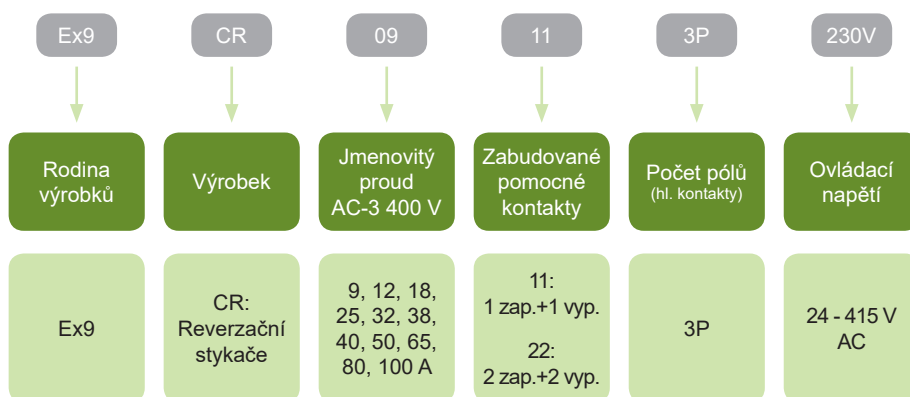 Ex9
CR
09
11
3P
230V
Rodina
výrobků
Výrobek
Jmenovitý
proud
AC-3 400 V
Zabudované
pomocné
kontakty
Počet pólů
(hl. kontakty)
Ovládací
napětí
Ex9
CR:
Reverzační
stykače
9, 12, 18,
25, 32, 38,
40, 50, 65,
80, 100 A
11:
1 zap.+1 vyp.
22:
2 zap.+2 vyp.
3P
24 - 415 V
AC